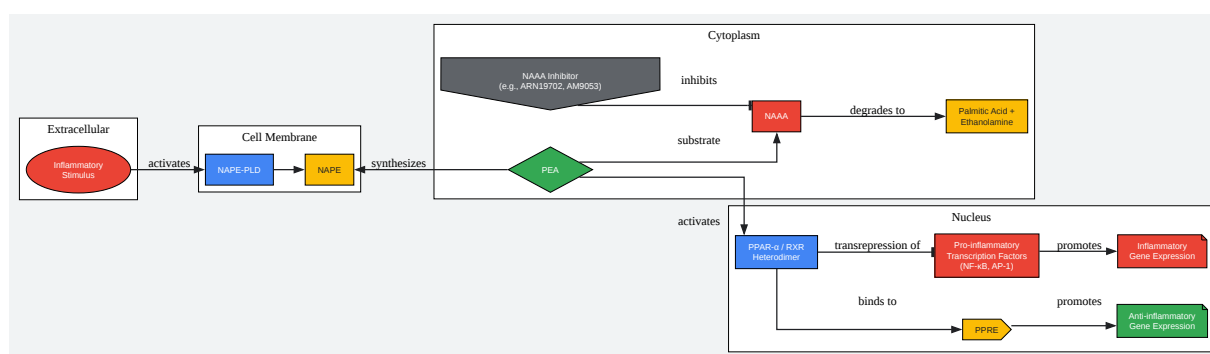 Cytoplasm
NAAA Inhibitor
(e.g., ARN19702, AM9053)
inhibits
NAAA
degrades to
Palmitic Acid +
Ethanolamine
substrate
Extracellular
Inflammatory
Stimulus
activates
Cell Membrane
NAPE-PLD
NAPE
synthesizes
PEA
activates
Nucleus
PPAR-α / RXR
Heterodimer
transrepression of
Pro-inflammatory
Transcription Factors
(NF-κB, AP-1)
promotes
Inflammatory
Gene Expression
binds to
PPRE
promotes
Anti-inflammatory
Gene Expression